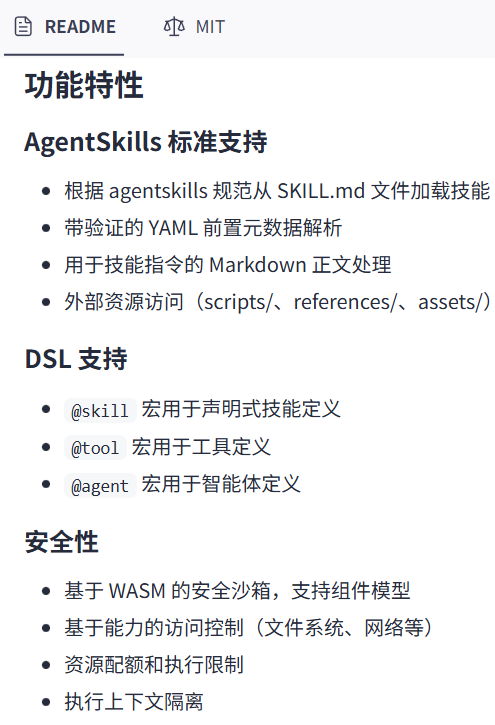 README MIT
功能特性
AgentSkills 标准支持
根据 agentskills 规范从 SKILL.md 文件加载技能
带验证的 YAML 前置元数据解析
用于技能指令的 Markdown 正文处理
外部资源访问（scripts/、references/、assets/）
DSL 支持
@skill 宏用于声明式技能定义
@tool 宏用于工具定义
@agent 宏用于智能体定义
安全性
基于 WASM 的安全沙箱，支持组件模型
基于能力的访问控制（文件系统、网络等）
资源配额和执行限制
执行上下文隔离